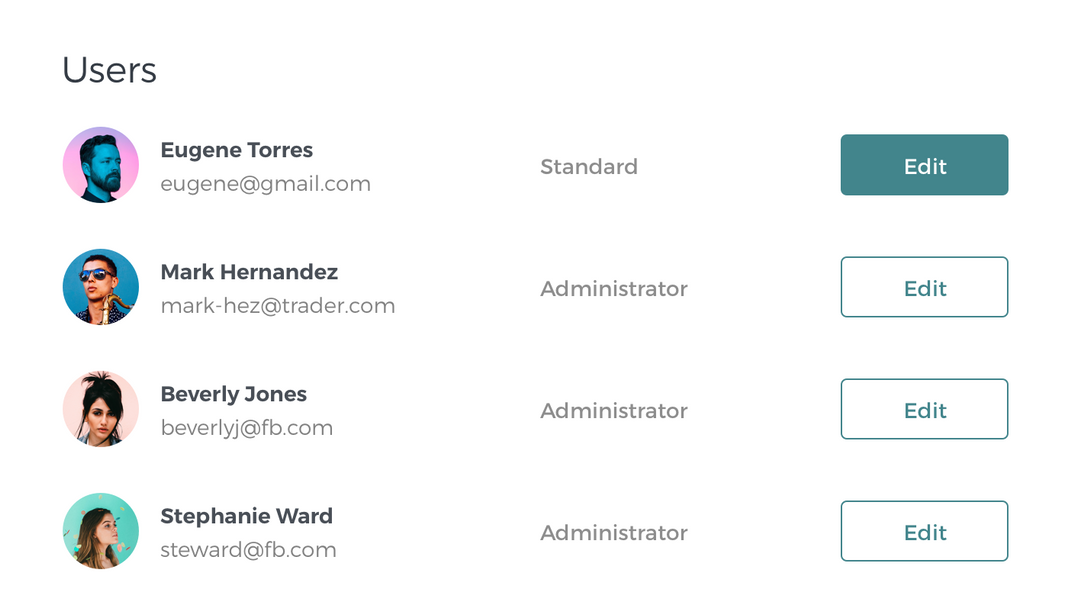 Users
Eugene Torres
eugene@gmail.com
Standard
Edit
Mark Hernandez
mark-hez@trader.com
Administrator
Edit
Beverly Jones
beverlyj@fb.com
Administrator
Edit
Stephanie Ward
steward@fb.com
Administrator
Edit